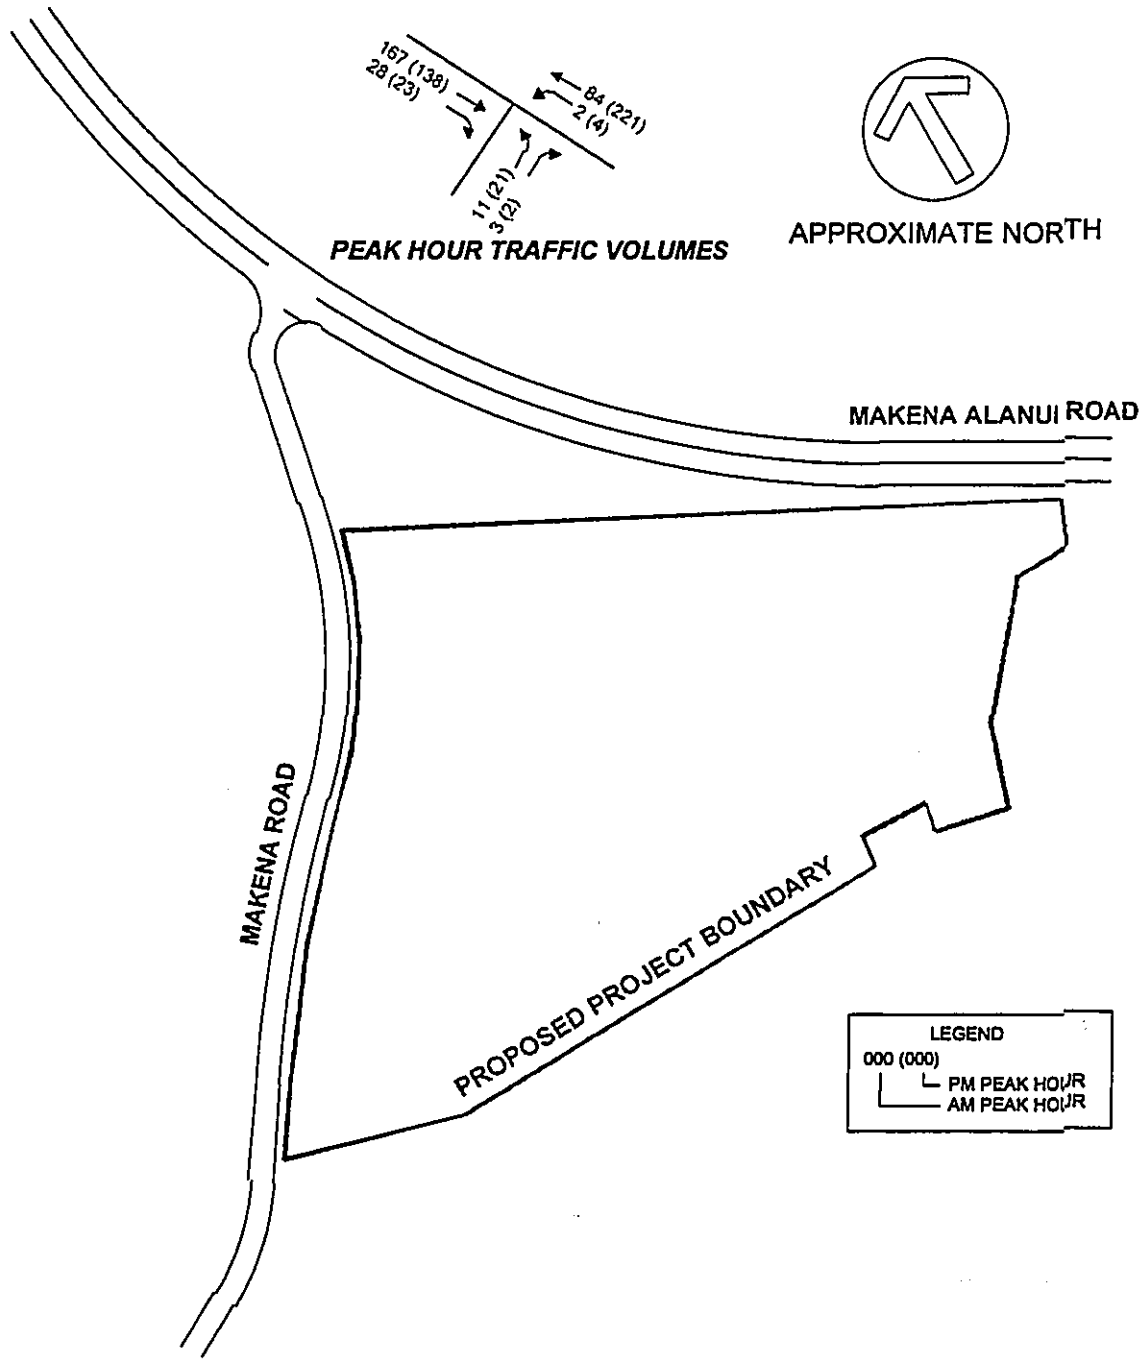 167 (138)
28 (23)
84 (221)
2 (4)
11 (21)
3 (2)
PEAK HOUR TRAFFIC VOLUMES
APPROXIMATE NORTH
MAKENA ALANUI ROAD
MAKENA ROAD
PROPOSED PROJECT BOUNDARY
LEGEND
000 (000)
PM PEAK HOUR
AM PEAK HOUR